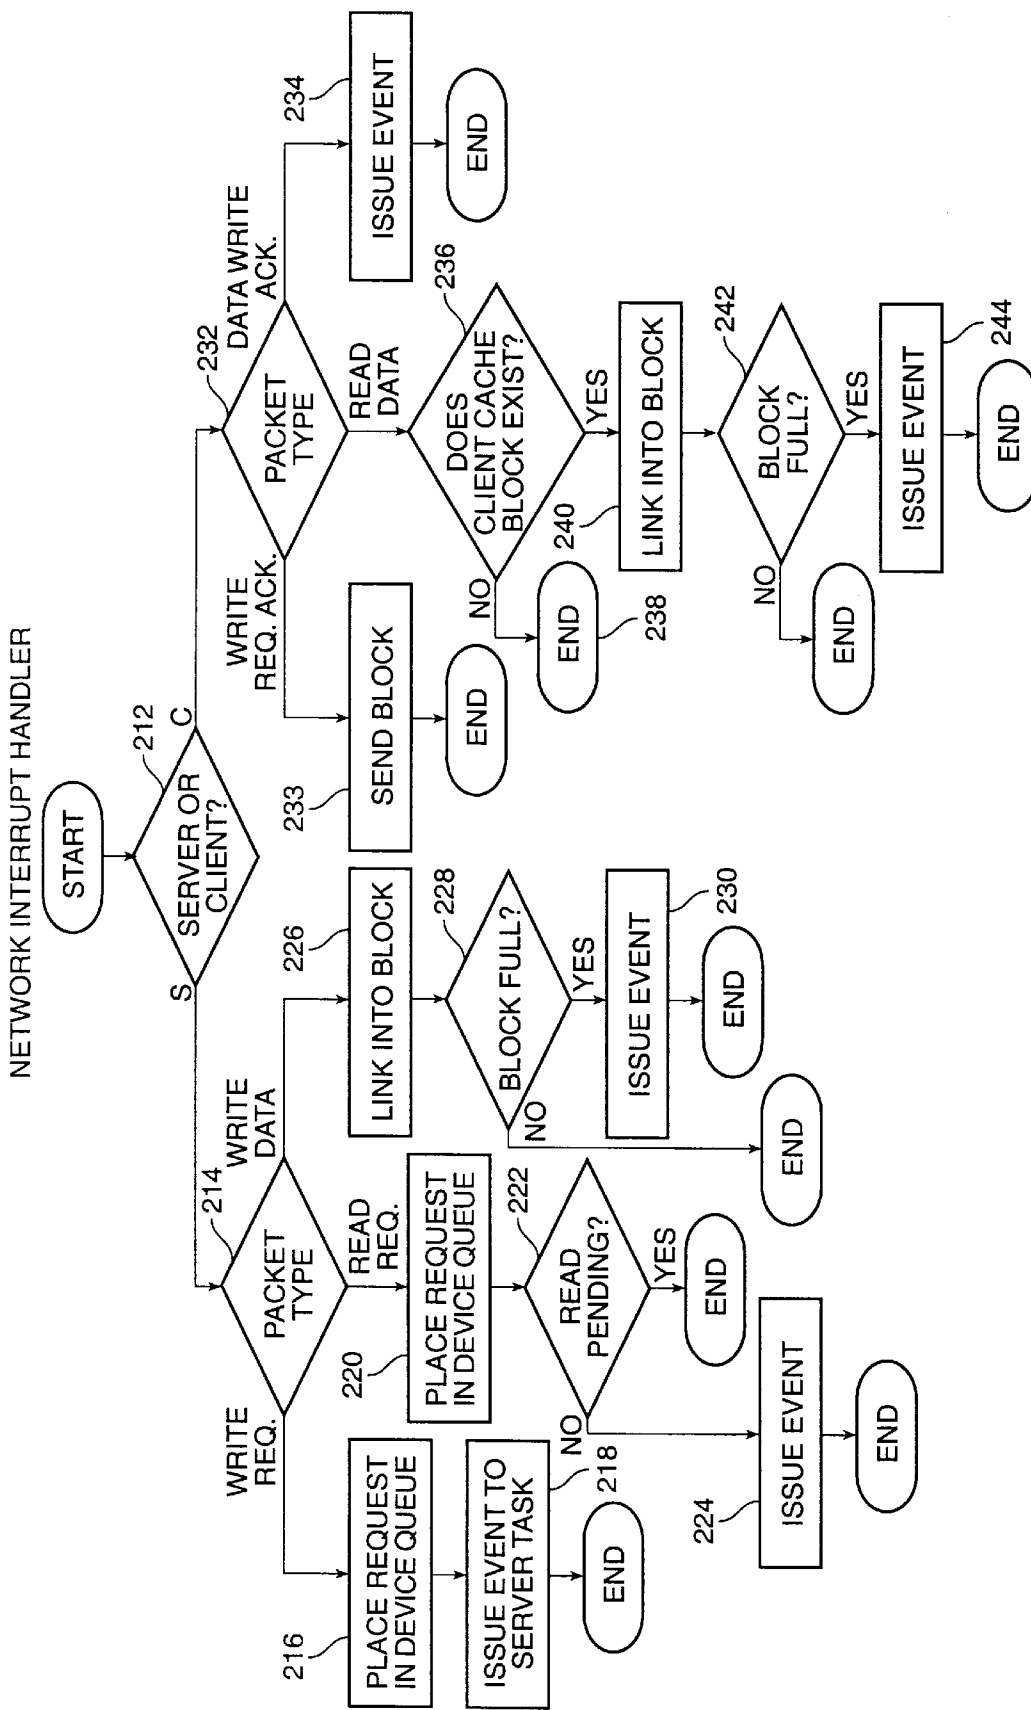 NETWORK INTERRUPT HANDLER
START
212
SERVER OR
CLIENT?
S
C
214
PACKET
TYPE
WRITE
REQ.
READ
REQ.
WRITE
DATA
216
PLACE REQUEST
IN DEVICE QUEUE
218
ISSUE EVENT TO
SERVER TASK
END
220
PLACE REQUEST
IN DEVICE QUEUE
222
READ
PENDING?
NO
YES
END
224
ISSUE EVENT
END
226
LINK INTO BLOCK
228
BLOCK FULL?
NO
YES
END
230
ISSUE EVENT
END
232
PACKET
TYPE
WRITE
REQ. ACK.
READ
DATA
DATA WRITE
ACK.
233
SEND BLOCK
END
234
ISSUE EVENT
END
236
DOES
CLIENT CACHE
BLOCK EXIST?
NO
YES
END
238
240
LINK INTO BLOCK
242
BLOCK
FULL?
NO
YES
END
244
ISSUE EVENT
END